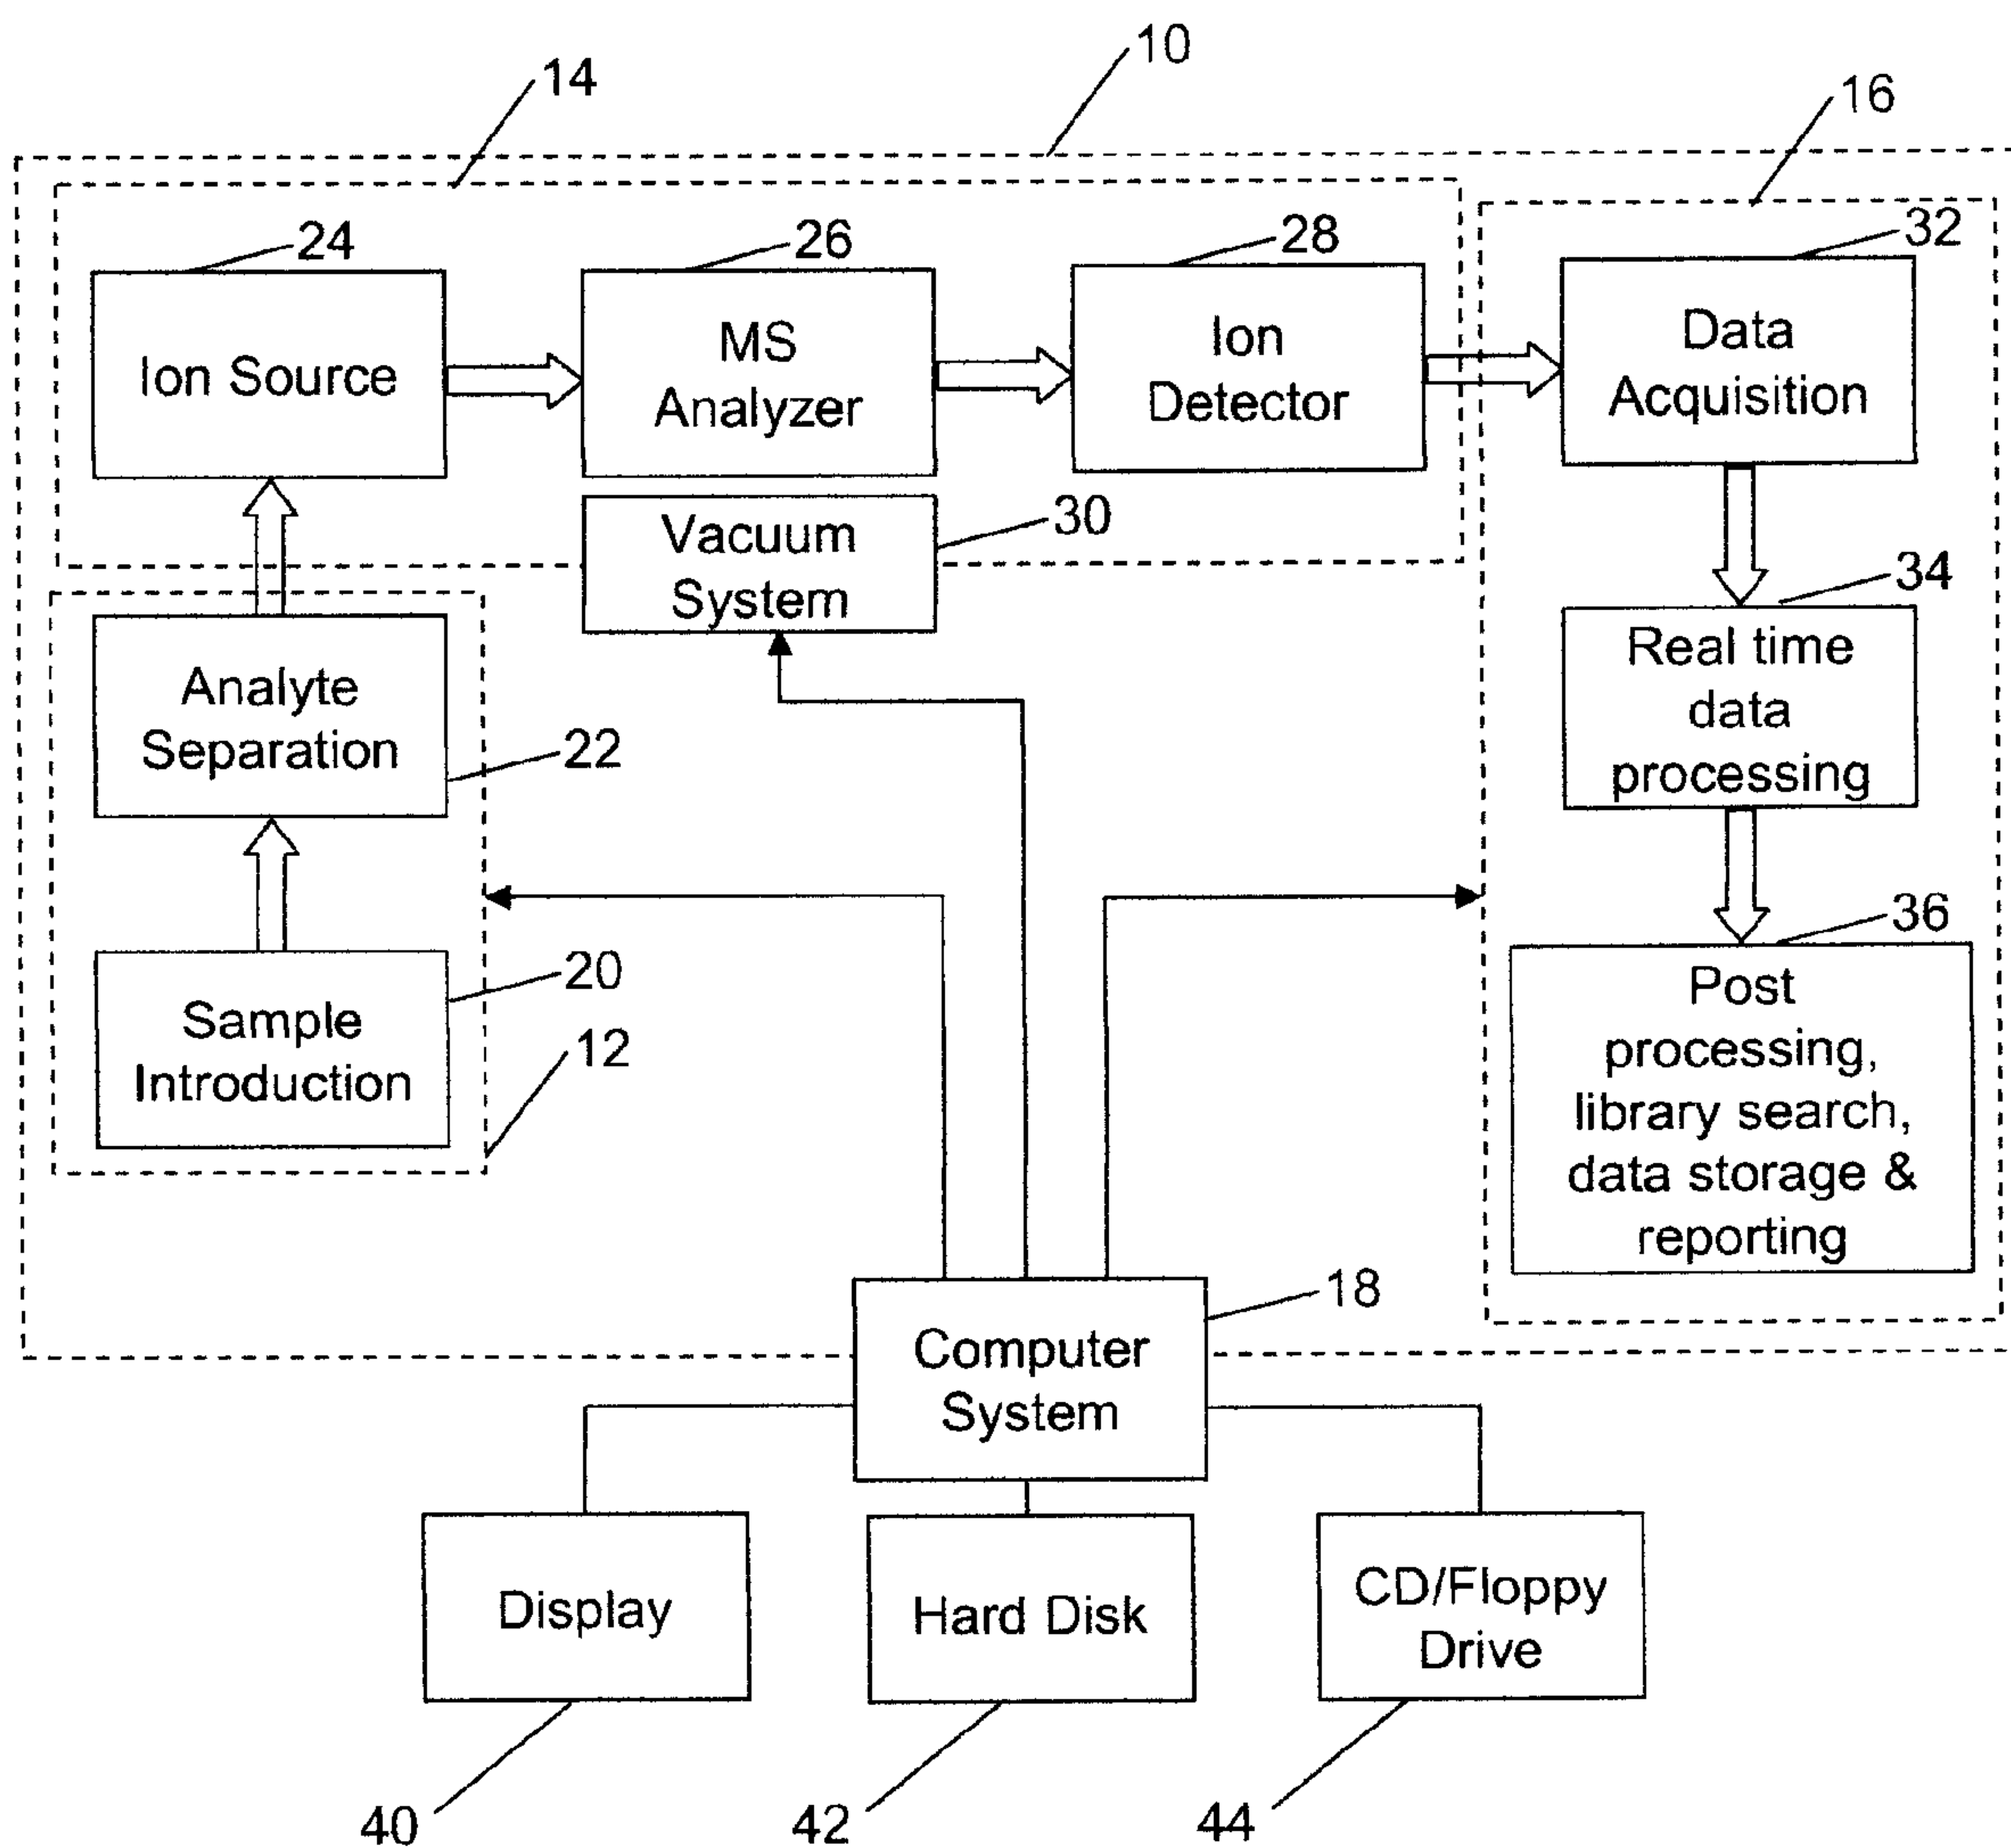 10
14
16
24
26
28
32
Ion Source
MS
Analyzer
Ion
Detector
Data
Acquisition
Vacuum
System
30
34
Analyte
Separation
22
Real time
data
processing
36
Sample
Introduction
20
12
Post
processing,
library search,
data storage &
reporting
18
Computer
System
Display
Hard Disk
CD/Floppy
Drive
40
42
44